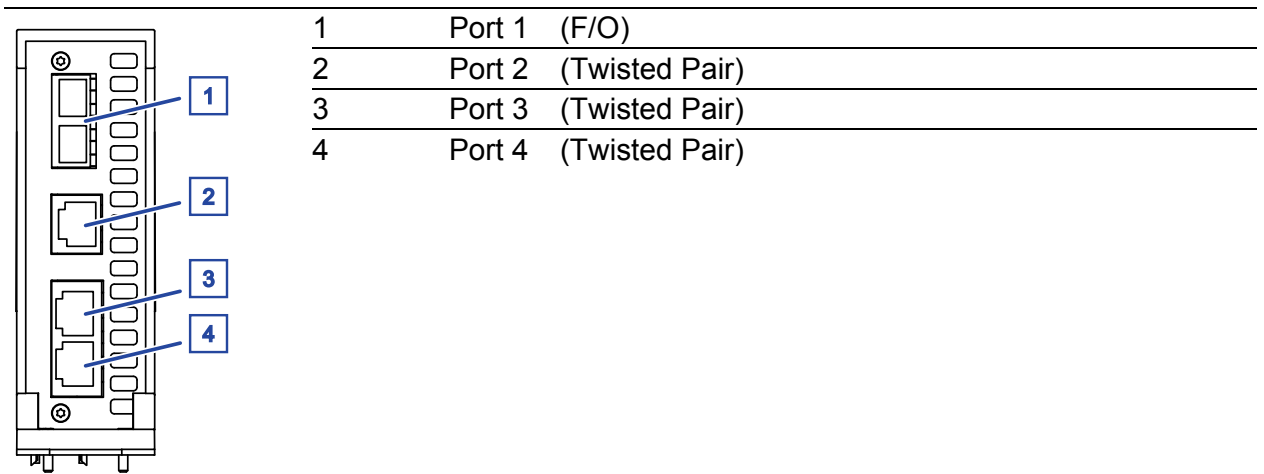 1 Port 1 (F/O)
2 Port 2 (Twisted Pair)
3 Port 3 (Twisted Pair)
4 Port 4 (Twisted Pair)
1
2
3
4